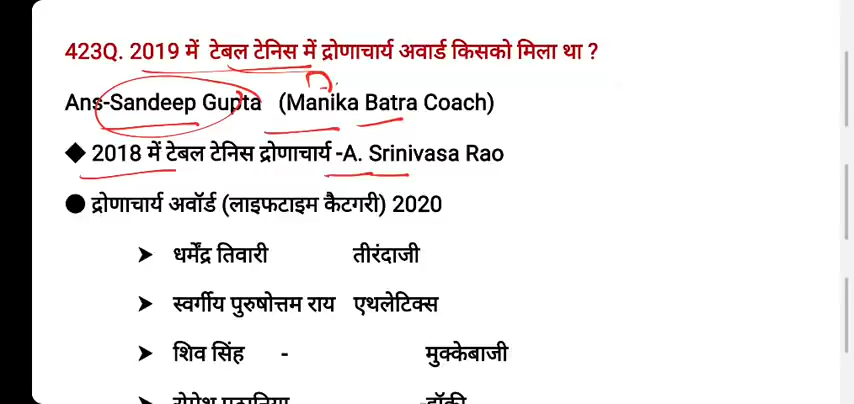 423Q. 2019 में टेबल टेनिस में द्रोणाचार्य अवार्ड किसको मिला था ?
Ans-Sandeep Gupta (Manika Batra Coach)
◆ 2018 में टेबल टेनिस द्रोणाचार्य -A. Srinivasa Rao
● द्रोणाचार्य अवॉर्ड (लाइफटाइम कैटगरी) 2020
➤ धर्मेंद्र तिवारी तीरंदाजी
➤ स्वर्गीय पुरुषोत्तम राय एथलेटिक्स
➤ शिव सिंह - मुक्केबाजी